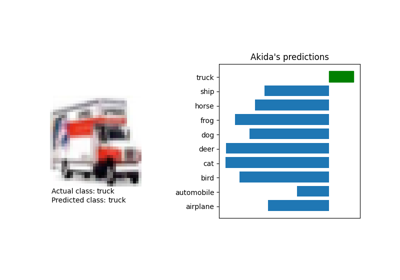 Akida's predictions
truck
ship
horse
frog
dog
deer
cat
bird
automobile
airplane
Actual class: truck
Predicted class: truck